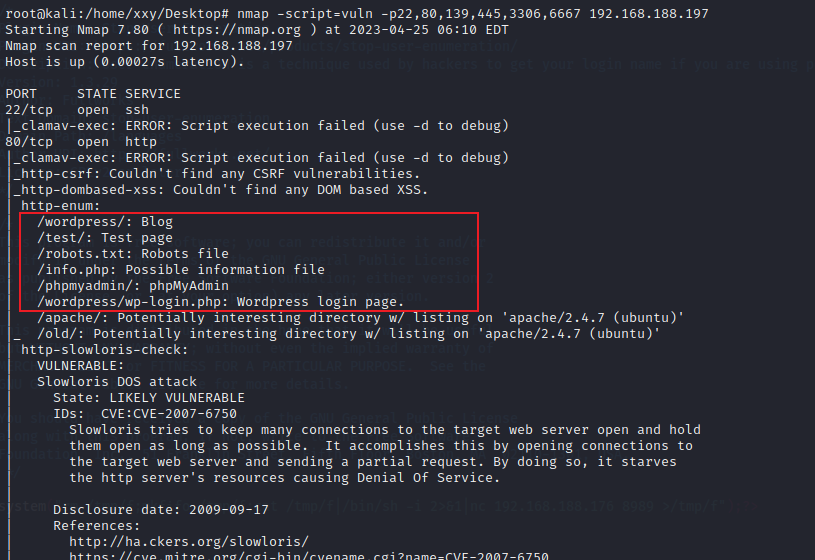 root@kali:/home/xxy/Desktop# nmap -script=vuln -p22,80,139,445,3306,6667 192.168.188.197
Starting Nmap 7.80 ( https://nmap.org ) at 2023-04-25 06:10 EDT
Nmap scan report for 192.168.188.197
Host is up (0.00027s latency).
PORT     STATE SERVICE
22/tcp   open  ssh
|_clamav-exec: ERROR: Script execution failed (use -d to debug)
80/tcp   open  http
|_clamav-exec: ERROR: Script execution failed (use -d to debug)
|_http-csrf: Couldn't find any CSRF vulnerabilities.
|_http-dombased-xss: Couldn't find any DOM based XSS.
| http-enum:
|   /wordpress/: Blog
|   /test/: Test page
|   /robots.txt: Robots file
|   /info.php: Possible information file
|   /phpmyadmin/: phpMyAdmin
|   /wordpress/wp-login.php: Wordpress login page.
|   /apache/: Potentially interesting directory w/ listing on 'apache/2.4.7 (ubuntu)'
|_  /old/: Potentially interesting directory w/ listing on 'apache/2.4.7 (ubuntu)'
| http-slowloris-check:
|   VULNERABLE:
|   Slowloris DOS attack
|     State: LIKELY VULNERABLE
|     IDs:  CVE:CVE-2007-6750
|       Slowloris tries to keep many connections to the target web server open and hold
|       them open as long as possible.  It accomplishes this by opening connections to
|       the target web server and sending a partial request. By doing so, it starves
|       the http server's resources causing Denial Of Service.
|
|     Disclosure date: 2009-09-17
|     References:
|       http://ha.ckers.org/slowloris/
|       https://cve.mitre.org/cgi-bin/cvename.cgi?name=CVE-2007-6750